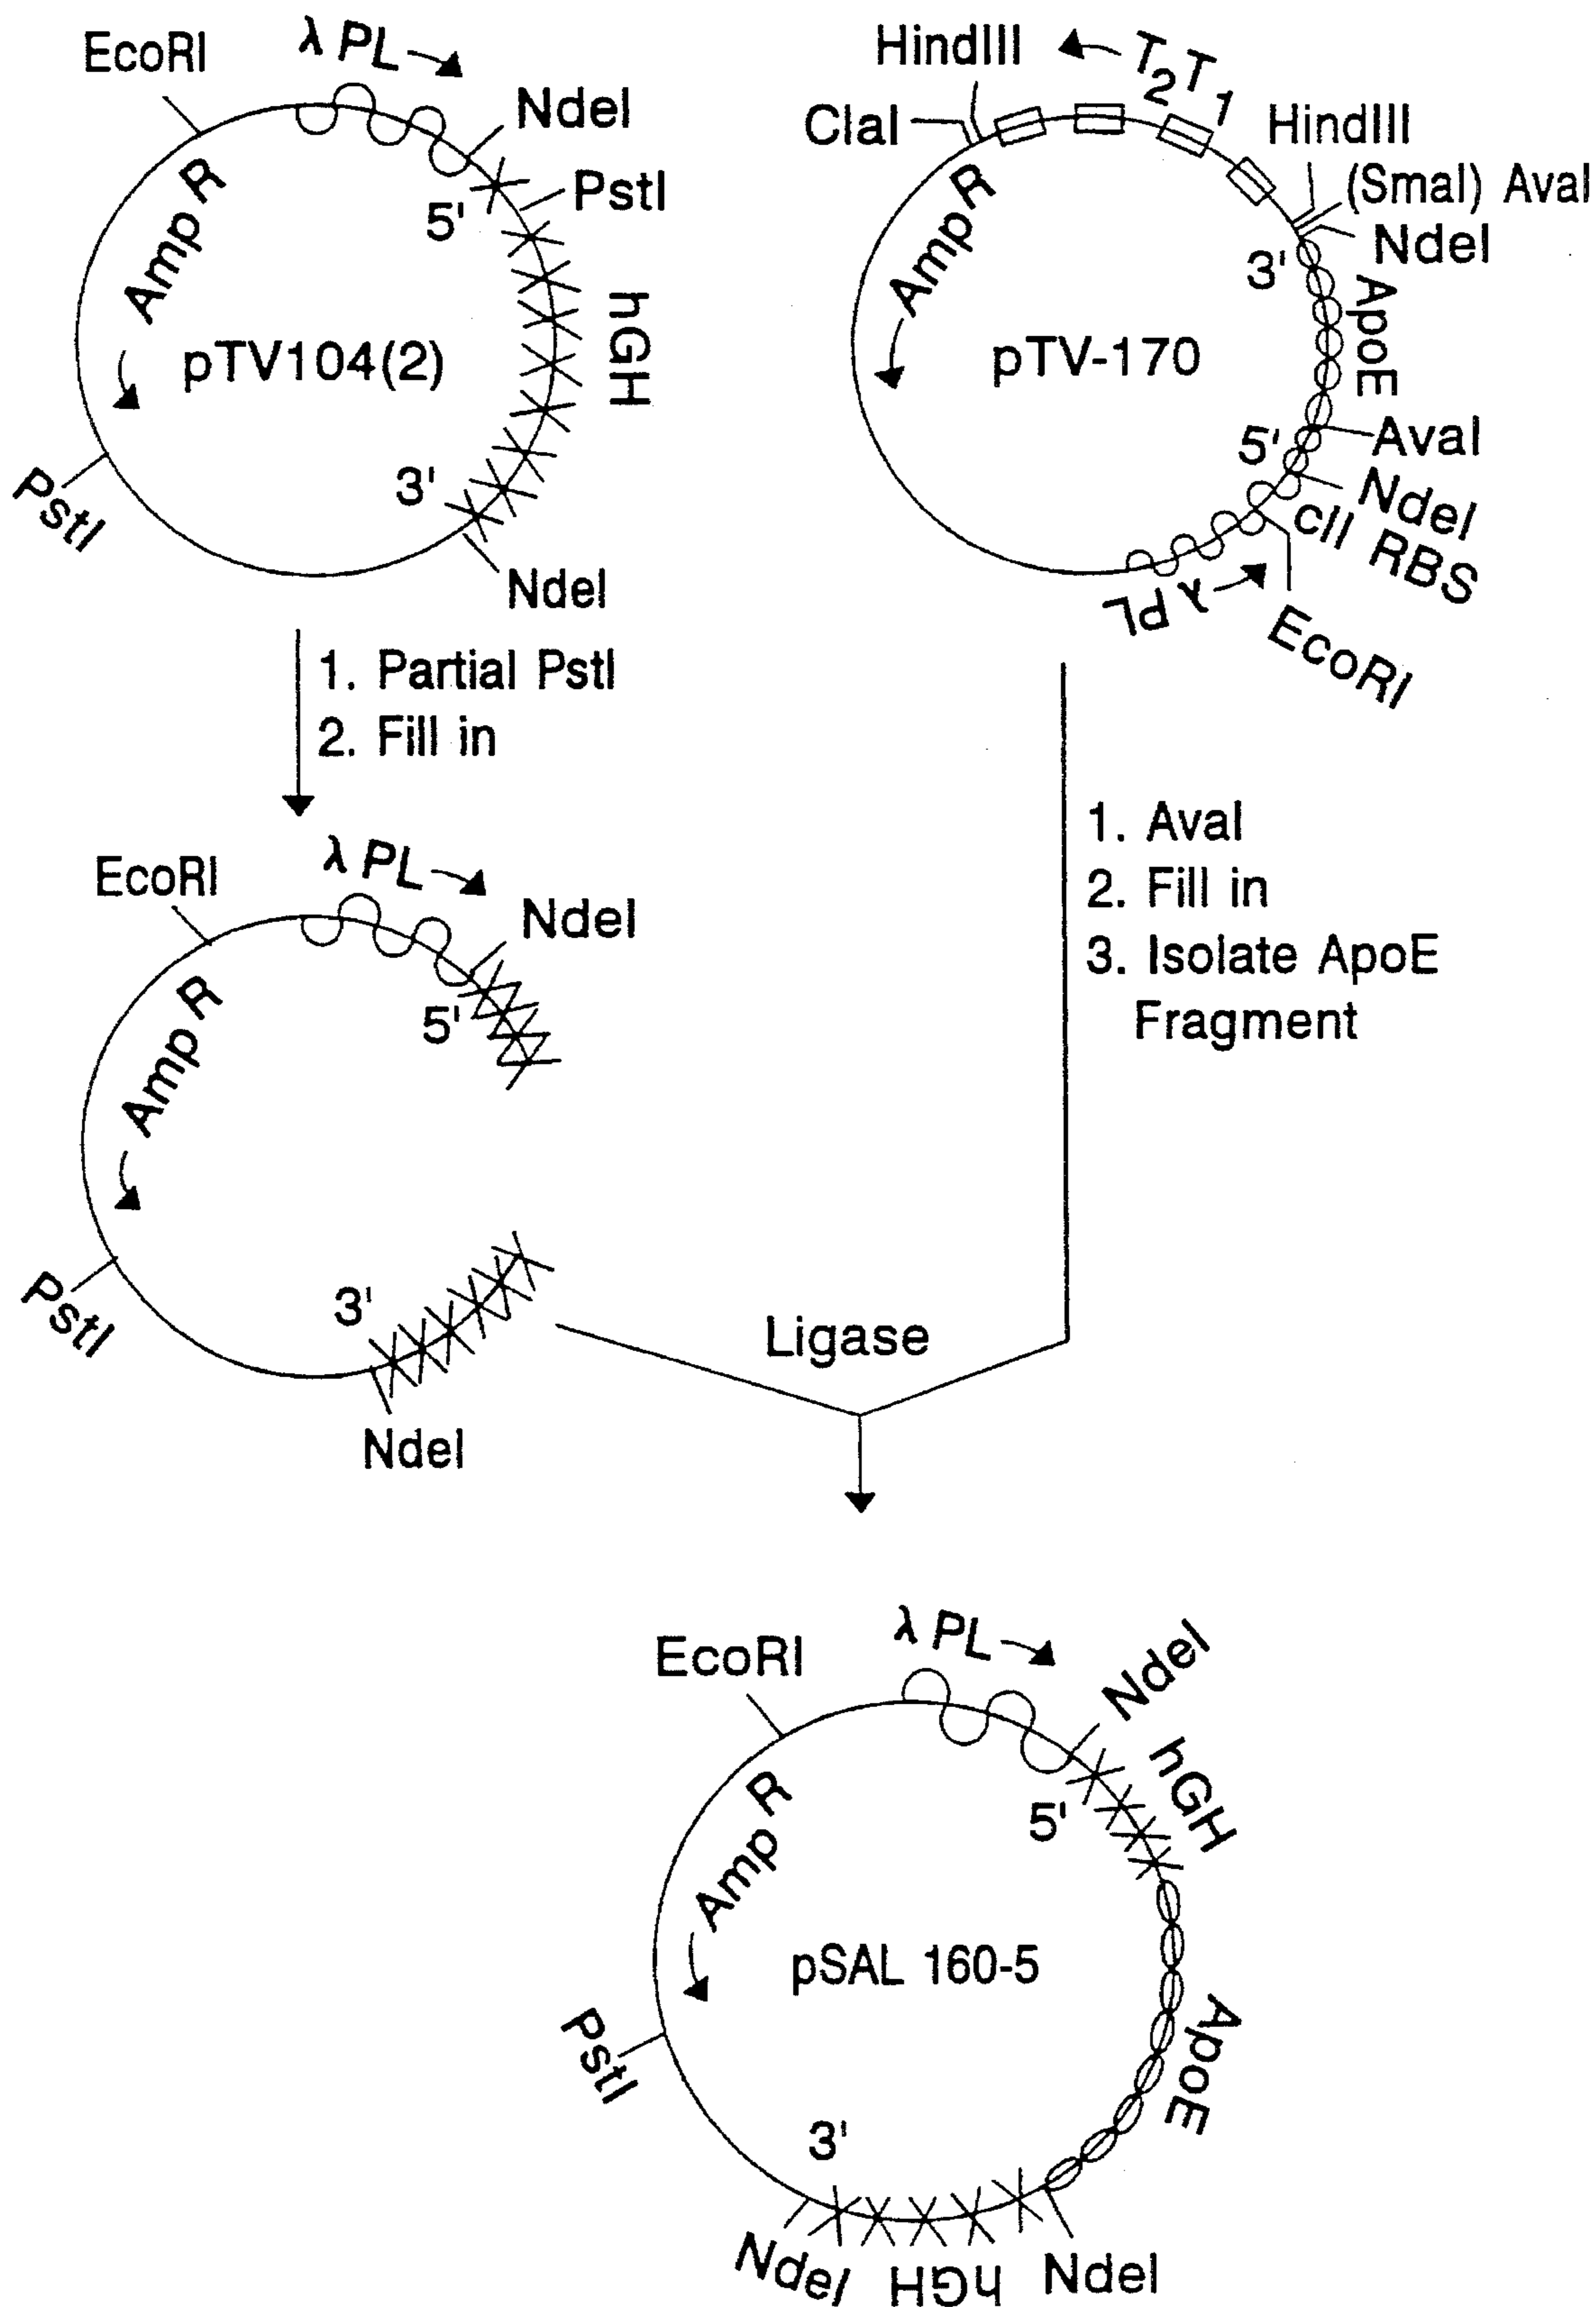 EcoRI
λ PL
NdeI
PstI
5'
Amp R
hGH
pTV104(2)
3'
PstI
NdeI
HindIII
T2T1
ClaI
HindIII
(SmaI) AvaI
NdeI
3'
Amp R
ApoE
pTV-170
AvaI
5'
NdeI
cII RBS
λ PL
EcoRI
1. Partial PstI
2. Fill in
1. AvaI
2. Fill in
3. Isolate ApoE
Fragment
EcoRI
λ PL
NdeI
5'
Amp R
3'
PstI
NdeI
Ligase
EcoRI
λ PL
NdeI
hGH
5'
Amp R
pSAL 160-5
ApoE
PstI
3'
NdeI
hGH
NdeI